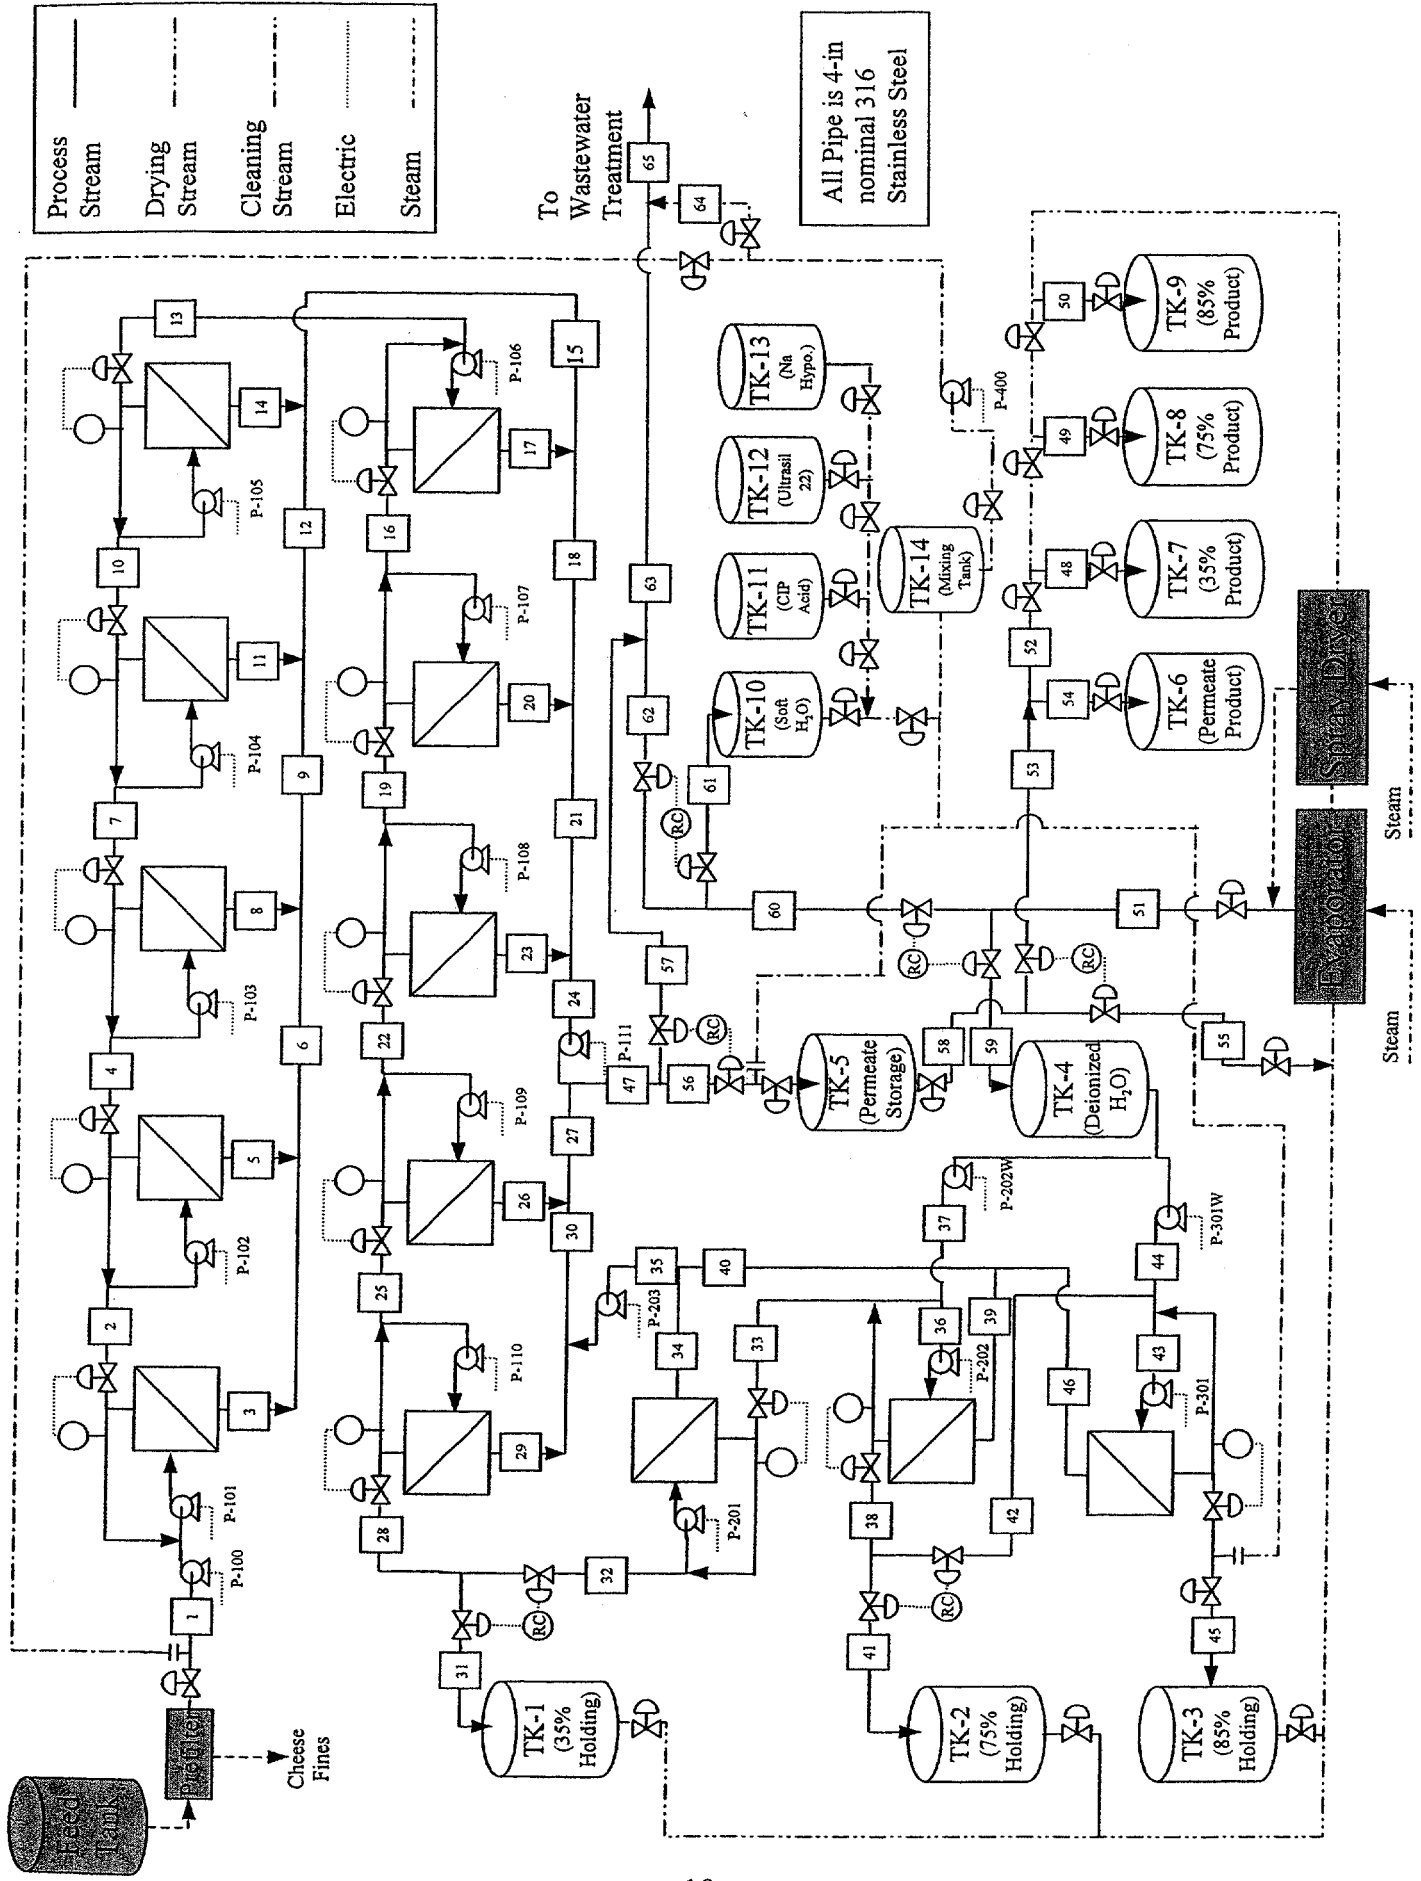 Process
Stream
Drying
Stream
Cleaning
Stream
Electric
Steam
All Pipe is 4-in
nominal 316
Stainless Steel
To
Wastewater
Treatment
Feed
Tank
Prefilter
Cheese
Fines
1
P-100
P-101
2
3
P-102
4
5
6
P-103
7
8
9
P-104
10
11
12
P-105
13
14
15
P-106
16
17
18
P-107
19
20
21
P-108
22
23
24
P-109
25
26
27
P-110
28
29
30
P-111
31
TK-1
(35%
Holding)
RC
32
P-201
33
34
35
P-203
40
36
P-202
37
P-202W
38
39
41
RC
42
TK-2
(75%
Holding)
43
P-301
44
P-301W
45
46
TK-3
(85%
Holding)
47
56
RC
57
TK-5
(Permeate
Storage)
58
59
TK-4
(Deionized
H₂O)
RC
RC
55
60
51
53
RC
61
62
63
64
65
TK-10
(Soft
H₂O)
TK-11
(CIP
Acid)
TK-12
(Ultrasil
22)
TK-13
(Na
Hypo.)
TK-14
(Mixing
Tank)
P-400
52
54
48
49
50
TK-6
(Permeate
Product)
TK-7
(35%
Product)
TK-8
(75%
Product)
TK-9
(85%
Product)
Evaporator
Spray Dryer
Steam
Steam